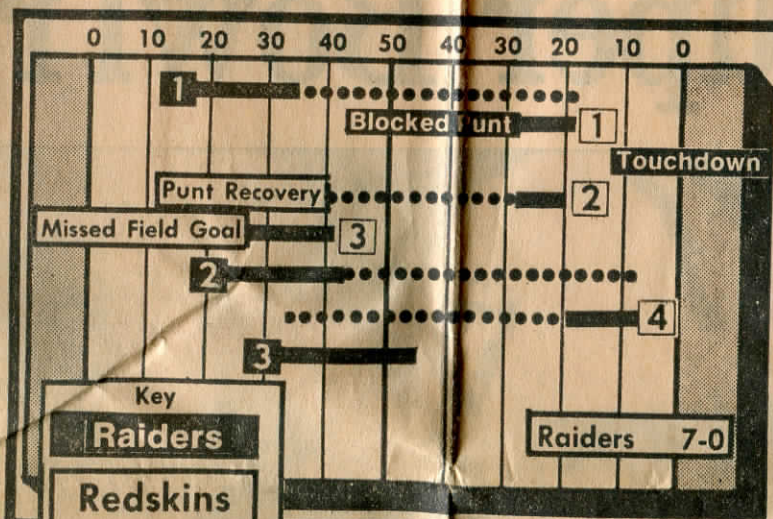 0 10 20 30 40 50 40 30 20 10 0
1
Blocked Punt 1
Touchdown
Punt Recovery 2
Missed Field Goal 3
2
4
3
Key
Raiders
Redskins
Raiders 7-0